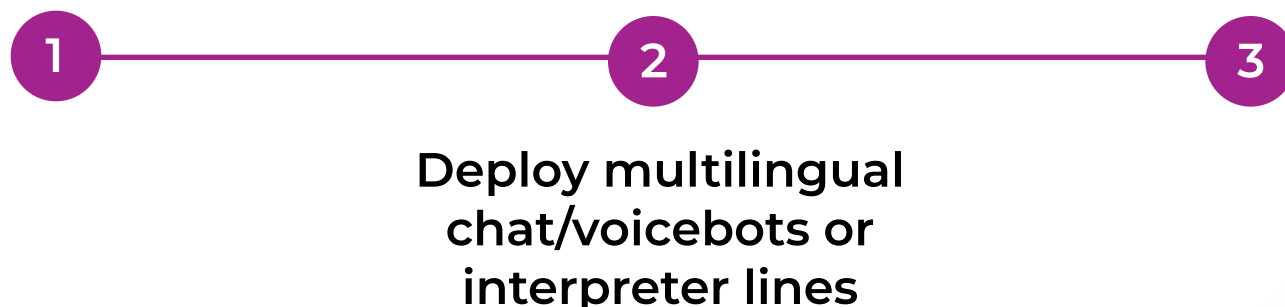 1
2
3
Deploy multilingual
chat/voicebots or
interpreter lines